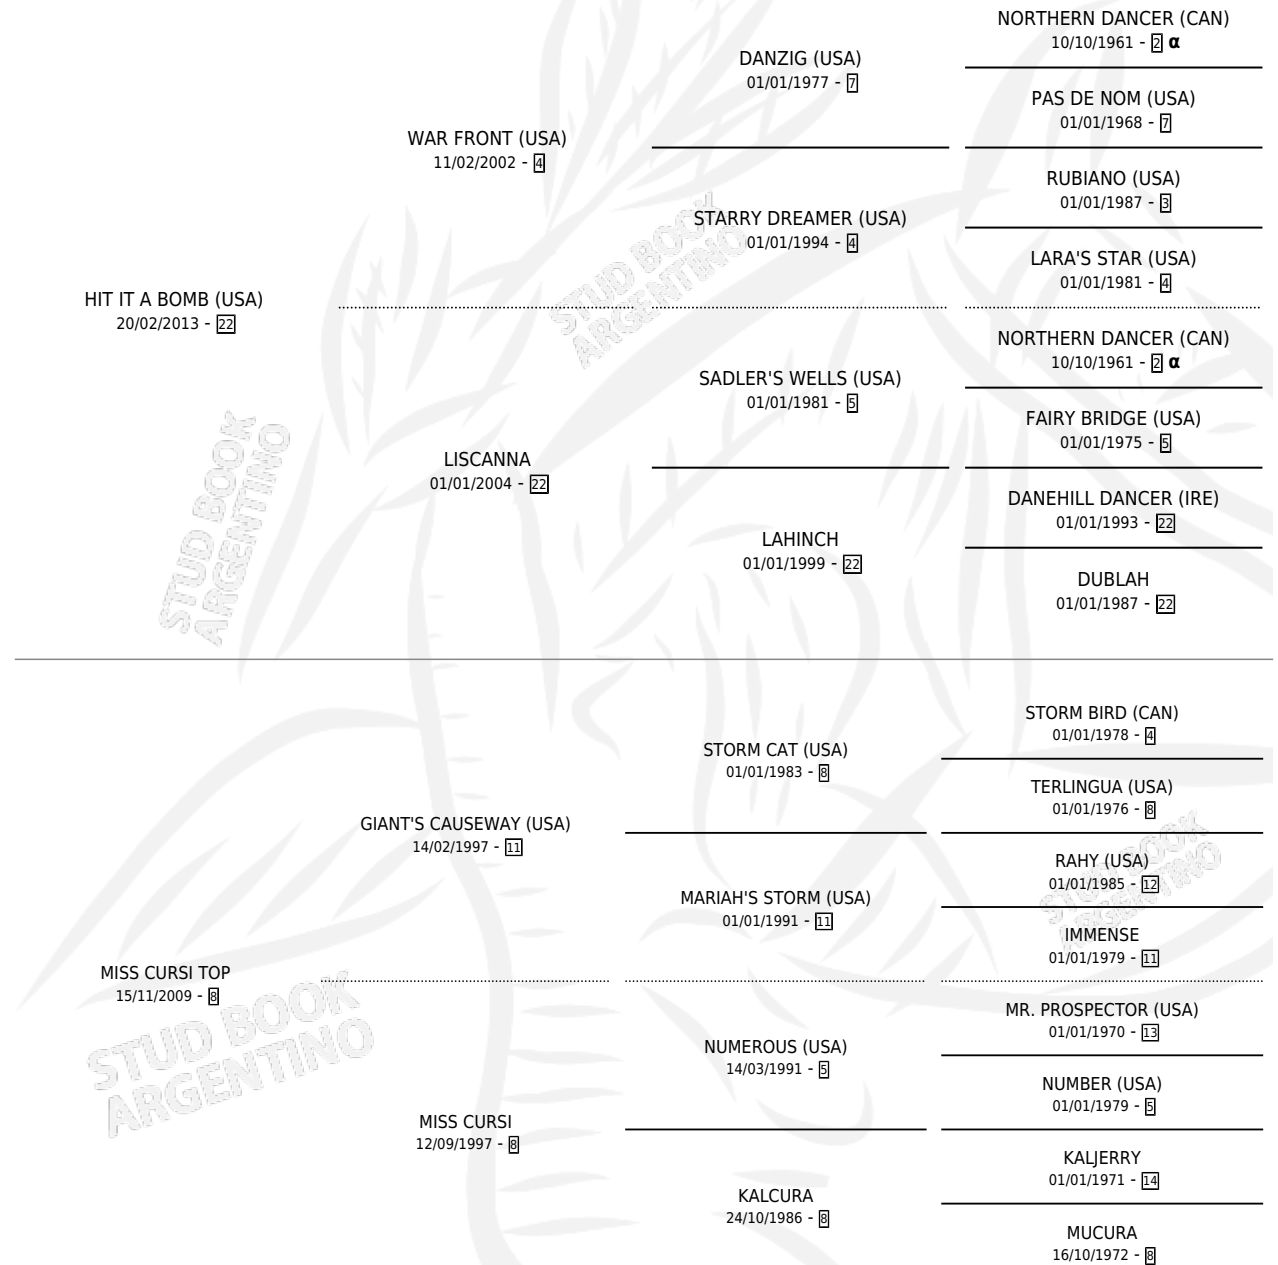 NORTHERN DANCER (CAN)
10/10/1961 - 2 α
DANZIG (USA)
01/01/1977 - 7
PAS DE NOM (USA)
01/01/1968 - 7
WAR FRONT (USA)
11/02/2002 - 4
RUBIANO (USA)
01/01/1987 - 3
STARRY DREAMER (USA)
01/01/1994 - 4
LARA'S STAR (USA)
01/01/1981 - 4
HIT IT A BOMB (USA)
20/02/2013 - 22
NORTHERN DANCER (CAN)
10/10/1961 - 2 α
SADLER'S WELLS (USA)
01/01/1981 - 5
FAIRY BRIDGE (USA)
01/01/1975 - 5
LISCANNA
01/01/2004 - 22
DANEHILL DANCER (IRE)
01/01/1993 - 22
LAHINCH
01/01/1999 - 22
DUBLAH
01/01/1987 - 22
STORM BIRD (CAN)
01/01/1978 - 4
STORM CAT (USA)
01/01/1983 - 8
TERLINGUA (USA)
01/01/1976 - 8
GIANT'S CAUSEWAY (USA)
14/02/1997 - 11
RAHY (USA)
01/01/1985 - 12
MARIAH'S STORM (USA)
01/01/1991 - 11
IMMENSE
01/01/1979 - 11
MISS CURSI TOP
15/11/2009 - 8
MR. PROSPECTOR (USA)
01/01/1970 - 13
NUMEROUS (USA)
14/03/1991 - 5
NUMBER (USA)
01/01/1979 - 5
MISS CURSI
12/09/1997 - 8
KALJERRY
01/01/1971 - 14
KALCURA
24/10/1986 - 8
MUCURA
16/10/1972 - 8
STUD BOOK
ARGENTINO
STUD BOOK
ARGENTINO
STUD BOOK
ARGENTINO
STUD BOOK
ARGENTINO